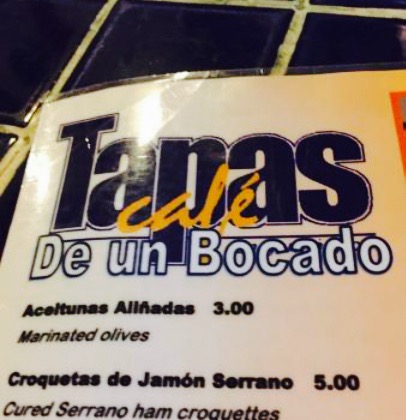 Tapas
café
De un Bocado
Aceitunas Aliñadas 3.00
Marinated olives
Croquetas de Jamón Serrano 5.00
Cured Serrano ham croquettes